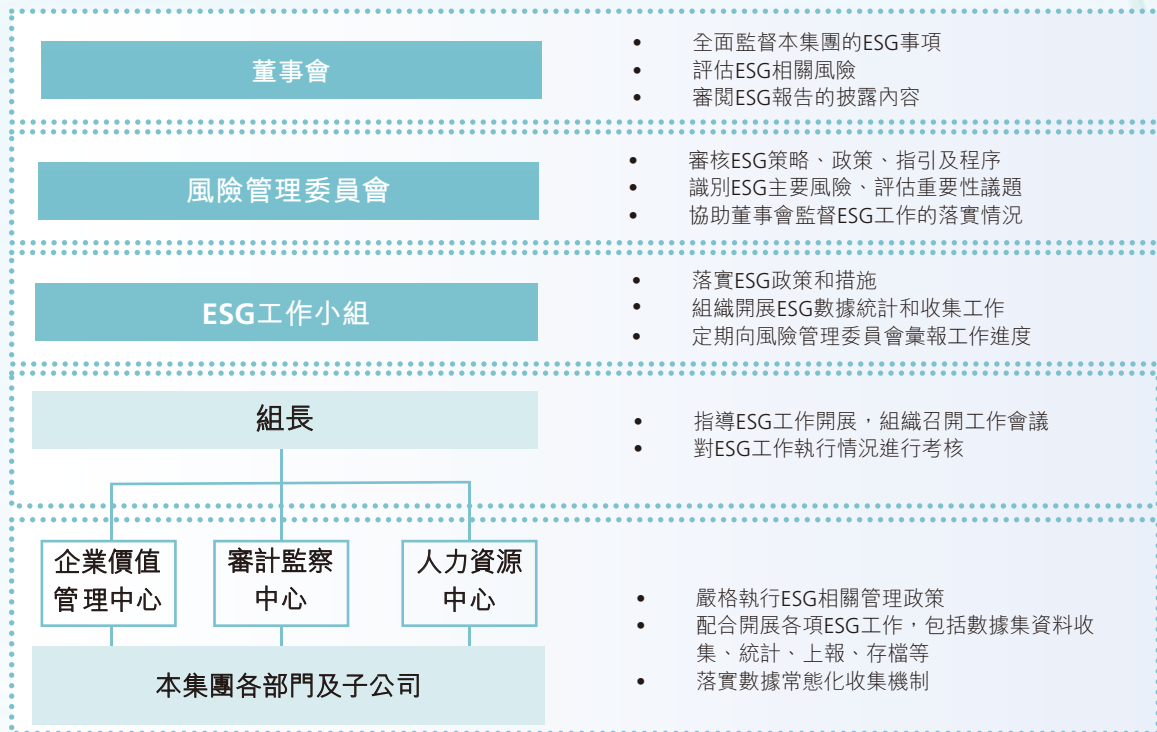 董事會
• 全面監督本集團的ESG事項
• 評估ESG相關風險
• 審閱ESG報告的披露內容
風險管理委員會
• 審核ESG策略、政策、指引及程序
• 識別ESG主要風險、評估重要性議題
• 協助董事會監督ESG工作的落實情況
ESG工作小組
• 落實ESG政策和措施
• 組織開展ESG數據統計和收集工作
• 定期向風險管理委員會彙報工作進度
組長
• 指導ESG工作開展，組織召開工作會議
• 對ESG工作執行情況進行考核
企業價值
管理中心
審計監察
中心
人力資源
中心
本集團各部門及子公司
• 嚴格執行ESG相關管理政策
• 配合開展各項ESG工作，包括數據集資料收
集、統計、上報、存檔等
• 落實數據常態化收集機制